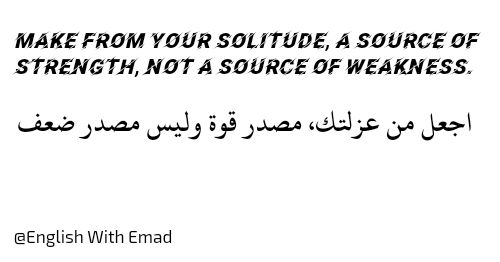 MAKE FROM YOUR SOLITUDE, A SOURCE OF
STRENGTH, NOT A SOURCE OF WEAKNESS.
اجعل من عزلتك، مصدر قوة وليس مصدر ضعف
@English With Emad